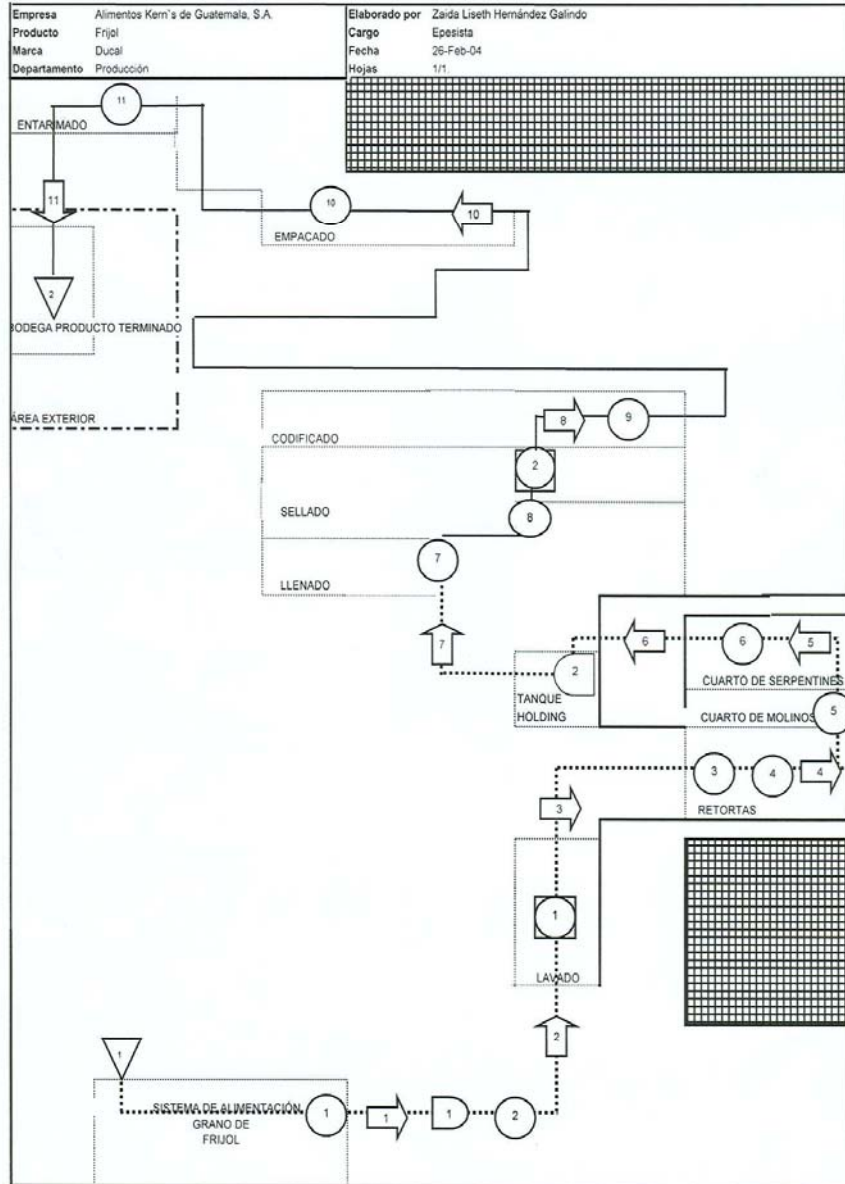 Empresa Alimentos Kern's de Guatemala, S.A.
Producto Frijol
Marca Ducal
Departamento Producción
Elaborado por Zaida Liseth Hernández Galindo
Cargo Epesista
Fecha 26-Feb-04
Hojas 1/1.
11
ENTARIMADO
11
10
10
EMPACADO
2
BODEGA PRODUCTO TERMINADO
ÁREA EXTERIOR
8
9
CODIFICADO
2
SELLADO
8
7
LLENADO
7
6
6
5
2
CUARTO DE SERPENTINES
TANQUE
HOLDING
CUARTO DE MOLINOS
5
3
4
4
3
RETORTAS
1
LAVADO
2
1
SISTEMA DE ALIMENTACIÓN
GRANO DE
FRIJOL
1
1
1
2